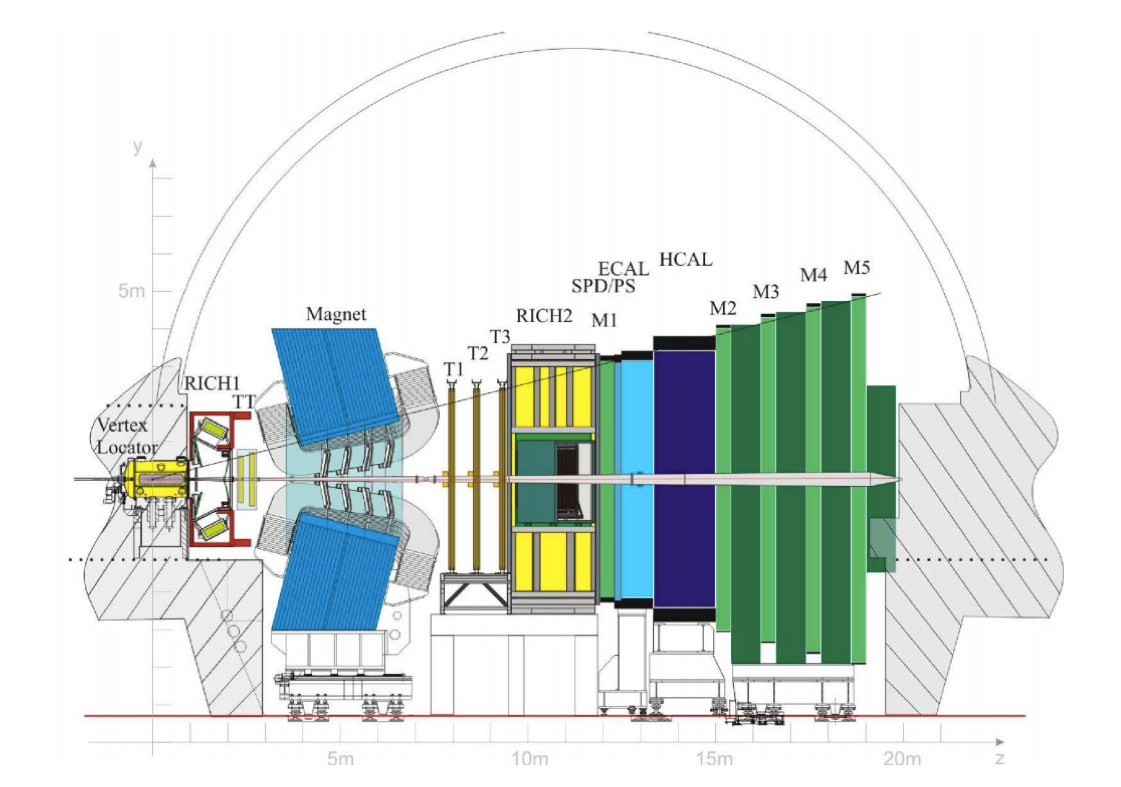 y
5m
ECAL
HCAL
SPD/PS
M5
M4
M3
M2
M1
RICH2
Magnet
T3
T2
T1
RICH1
TT
Vertex
Locator
5m
10m
15m
20m
z